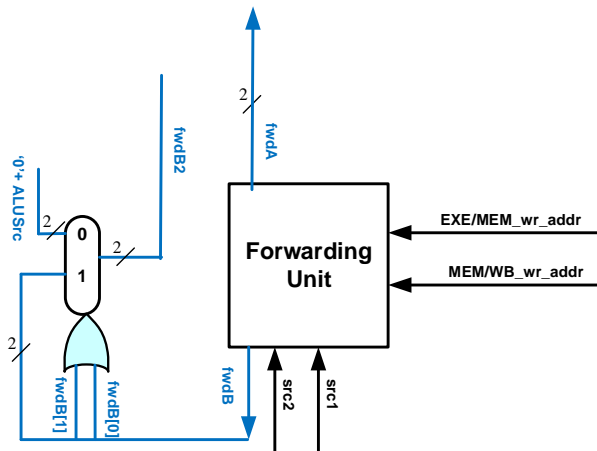 2
fwdA
fwdB2
'0'+ ALUSrc
2
0
2
1
Forwarding
Unit
EXE/MEM_wr_addr
MEM/WB_wr_addr
2
fwdB[1]
fwdB[0]
fwdB
src2
src1